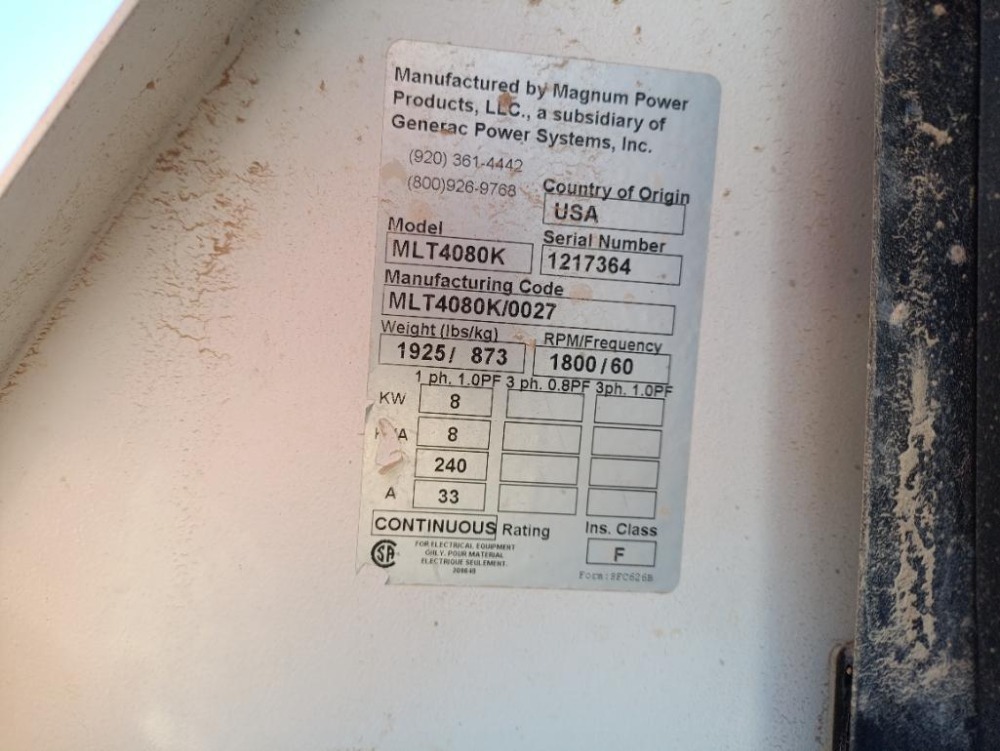 Manufactured by Magnum Power
Products, LLC., a subsidiary of
Generac Power Systems, Inc.
(920) 361-4442
(800)926-9768
Country of Origin
USA
Model
Serial Number
MLT4080K
1217364
Manufacturing Code
MLT4080K/0027
Weight (lbs/kg)
RPM/Frequency
1925/ 873
1800/60
1 ph. 1.0PF 3 ph. 0.8PF 3ph. 1.0PF
KW 8
A 8
240
A 33
CONTINUOUS Rating
Ins. Class
F
FOR ELECTRICAL EQUIPMENT
ONLY. POUR MATERIAL
ELECTRIQUE SEULEMENT.
Form:SFC626B